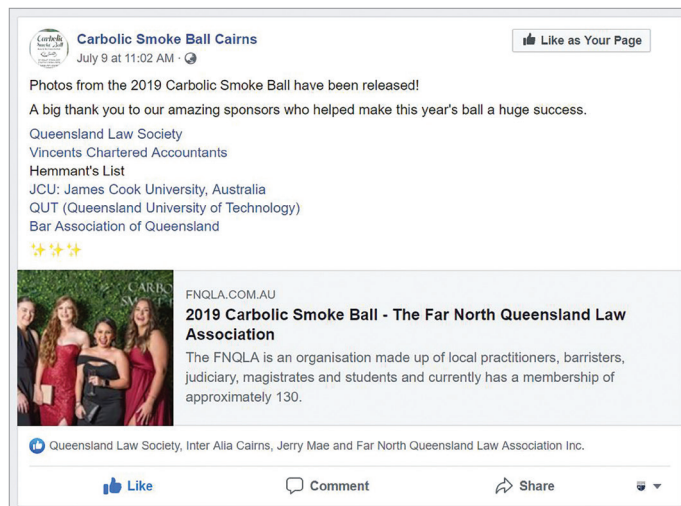 Carbolic
Smoke Ball
Carbolic Smoke Ball Cairns
July 9 at 11:02 AM ·
Like as Your Page
Photos from the 2019 Carbolic Smoke Ball have been released!
A big thank you to our amazing sponsors who helped make this year's ball a huge success.
Queensland Law Society
Vincents Chartered Accountants
Hemmant's List
JCU: James Cook University, Australia
QUT (Queensland University of Technology)
Bar Association of Queensland
CARBO
FNQLA.COM.AU
2019 Carbolic Smoke Ball - The Far North Queensland Law
Association
The FNQLA is an organisation made up of local practitioners, barristers,
judiciary, magistrates and students and currently has a membership of
approximately 130.
Queensland Law Society, Inter Alia Cairns, Jerry Mae and Far North Queensland Law Association Inc.
Like
Comment
Share